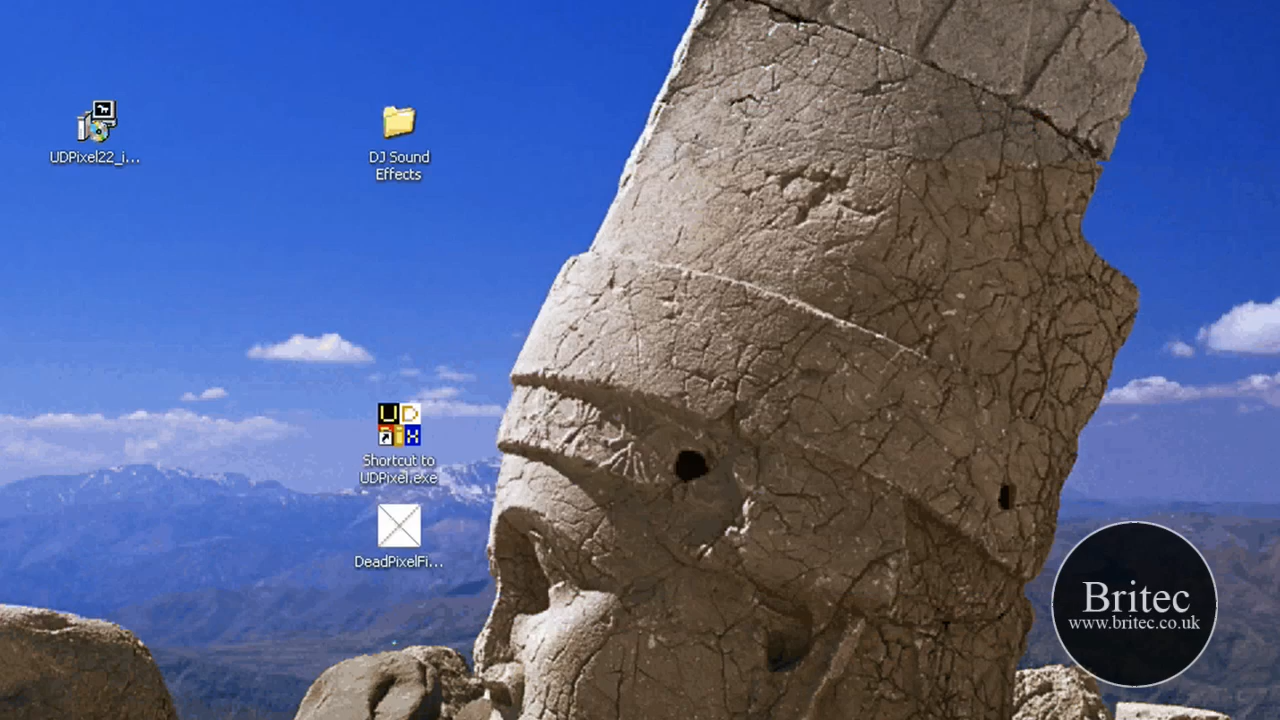 UDPixel22_i...
DJ Sound
Effects
Shortcut to
UDPixel.exe
DeadPixelFi...
Britec
www.britec.co.uk